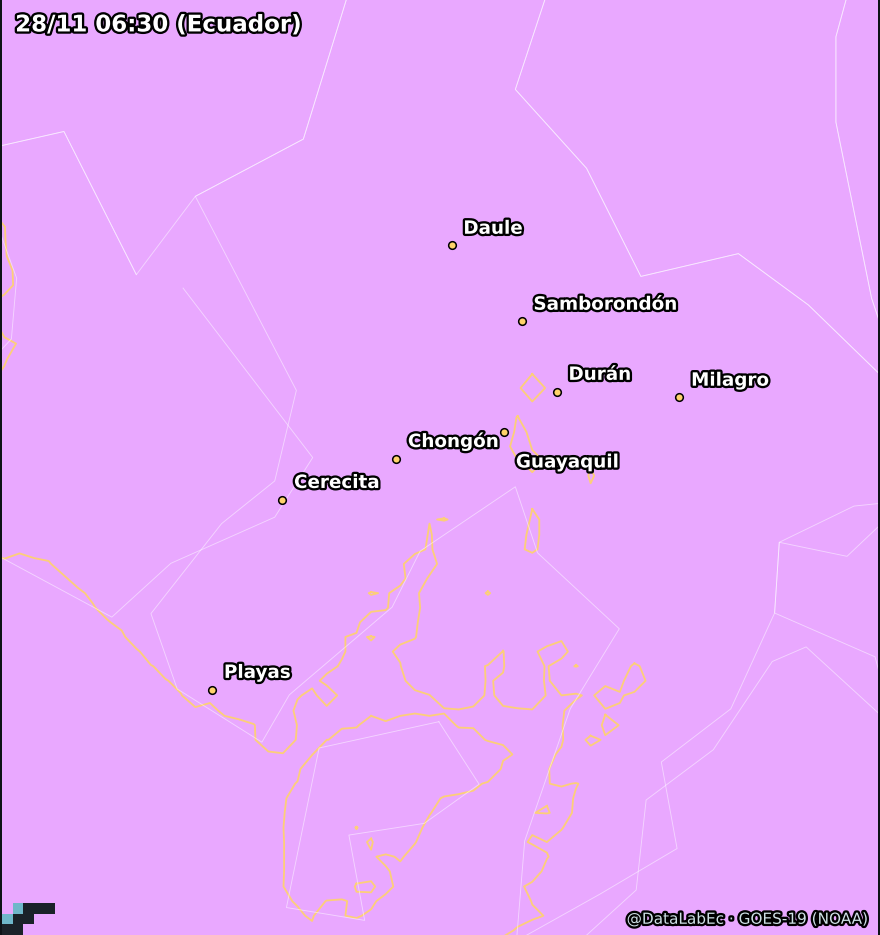 28/11 06:30 (Ecuador)
Daule
Samborondón
Durán
Milagro
Chongón
Guayaquil
Cerecita
Playas
@DataLabEc · GOES-19 (NOAA)